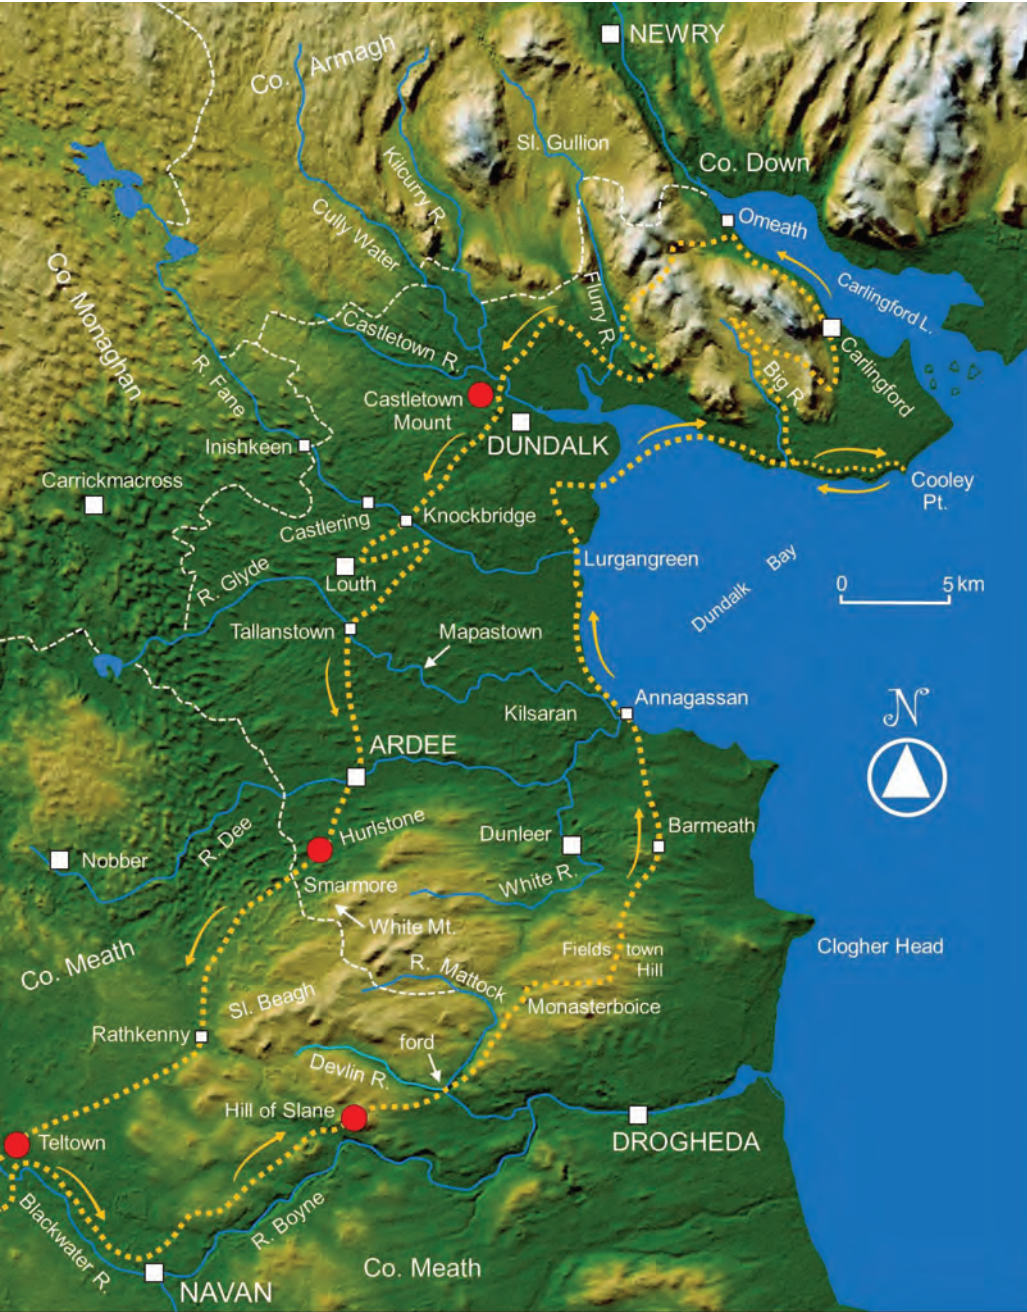 NEWRY
Co. Armagh
Sl. Gullion
Co. Down
Kilcurry R.
Cully Water
Omeath
Co. Monaghan
Flurry R.
Carlingford L.
Castletown R.
R. Fane
Carlingford
Big R.
Castletown
Mount
DUNDALK
Inishkeen
Carrickmacross
Cooley
Pt.
Castlering
Knockbridge
Lurgangreen
Dundalk Bay
R. Glyde
Louth
0 5 km
Tallanstown
Mapastown
Annagassan
Kilsaran
N
ARDEE
Hurlstone
Dunleer
Barmeath
R. Dee
Nobber
Smarmore
White R.
White Mt.
Co. Meath
Fields town
Hill
Clogher Head
R. Mattock
Sl. Beagh
Monasterboice
Rathkenny
ford
Devlin R.
Hill of Slane
Teltown
DROGHEDA
Blackwater R.
R. Boyne
Co. Meath
NAVAN